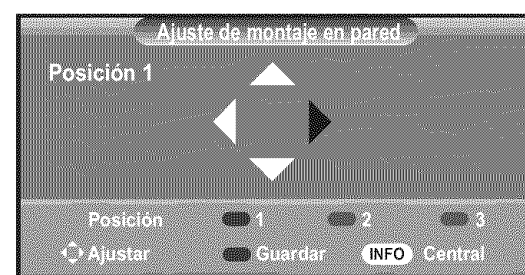 Ajuste de montaje en pared
Posición 1
Posición 1 2 3
Ajustar Guardar INFO Central